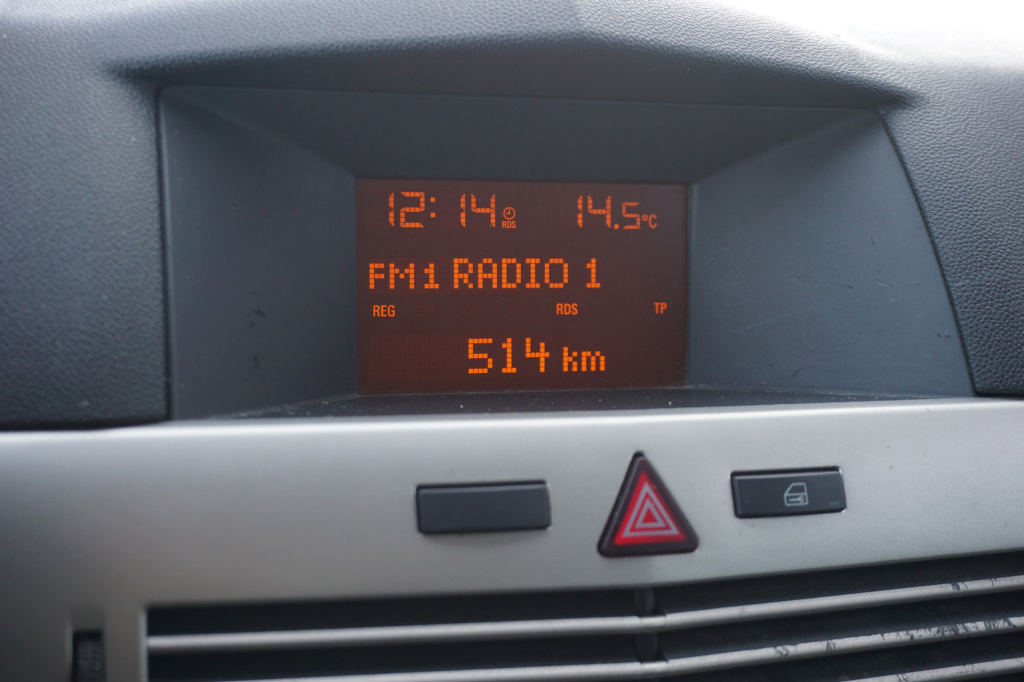 12:14 RDS 14.5°C
FM1 RADIO 1
REG RDS TP
514 km